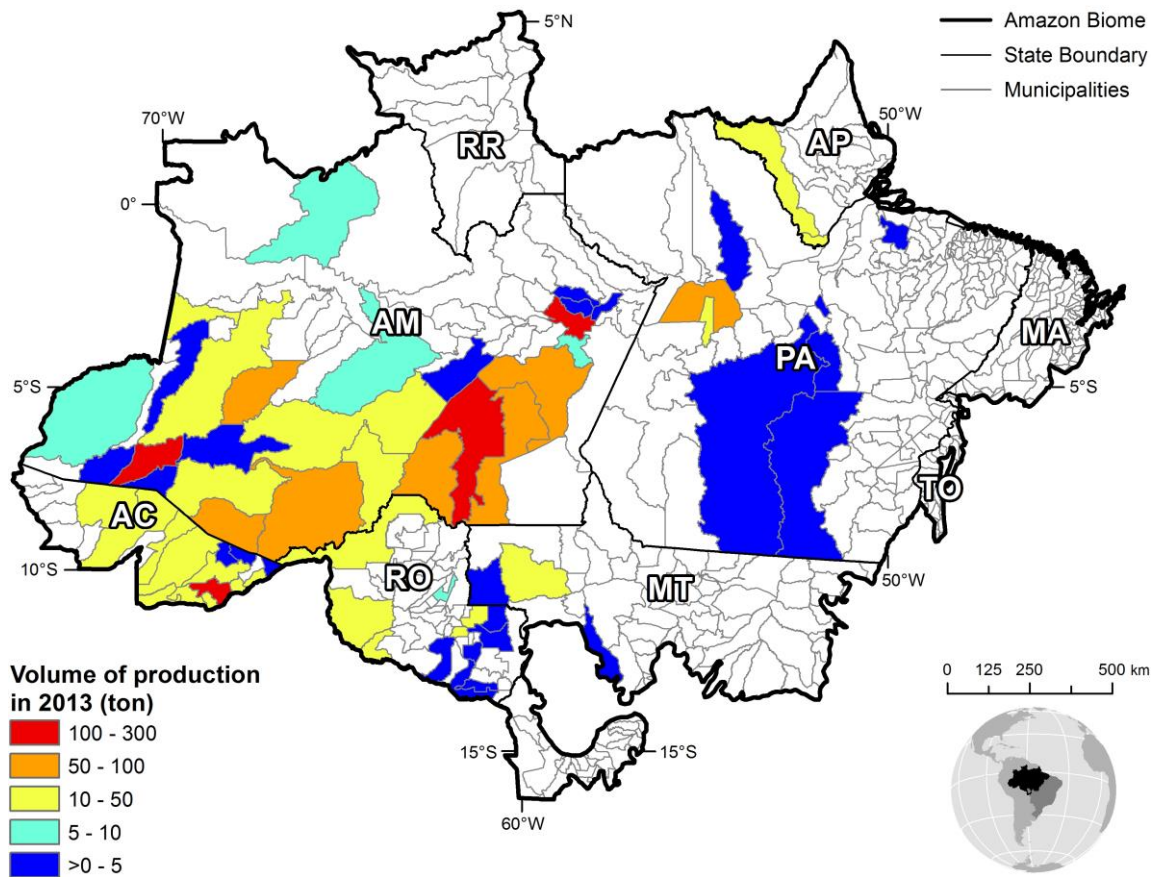 5°N
Amazon Biome
State Boundary
Municipalities
70°W
50°W
RR
AP
0°
AM
PA
MA
5°S
5°S
TO
AC
10°S
RO
MT
50°W
Volume of production
in 2013 (ton)
100 - 300
50 - 100
10 - 50
5 - 10
>0 - 5
15°S
15°S
60°W
0 125 250 500 km